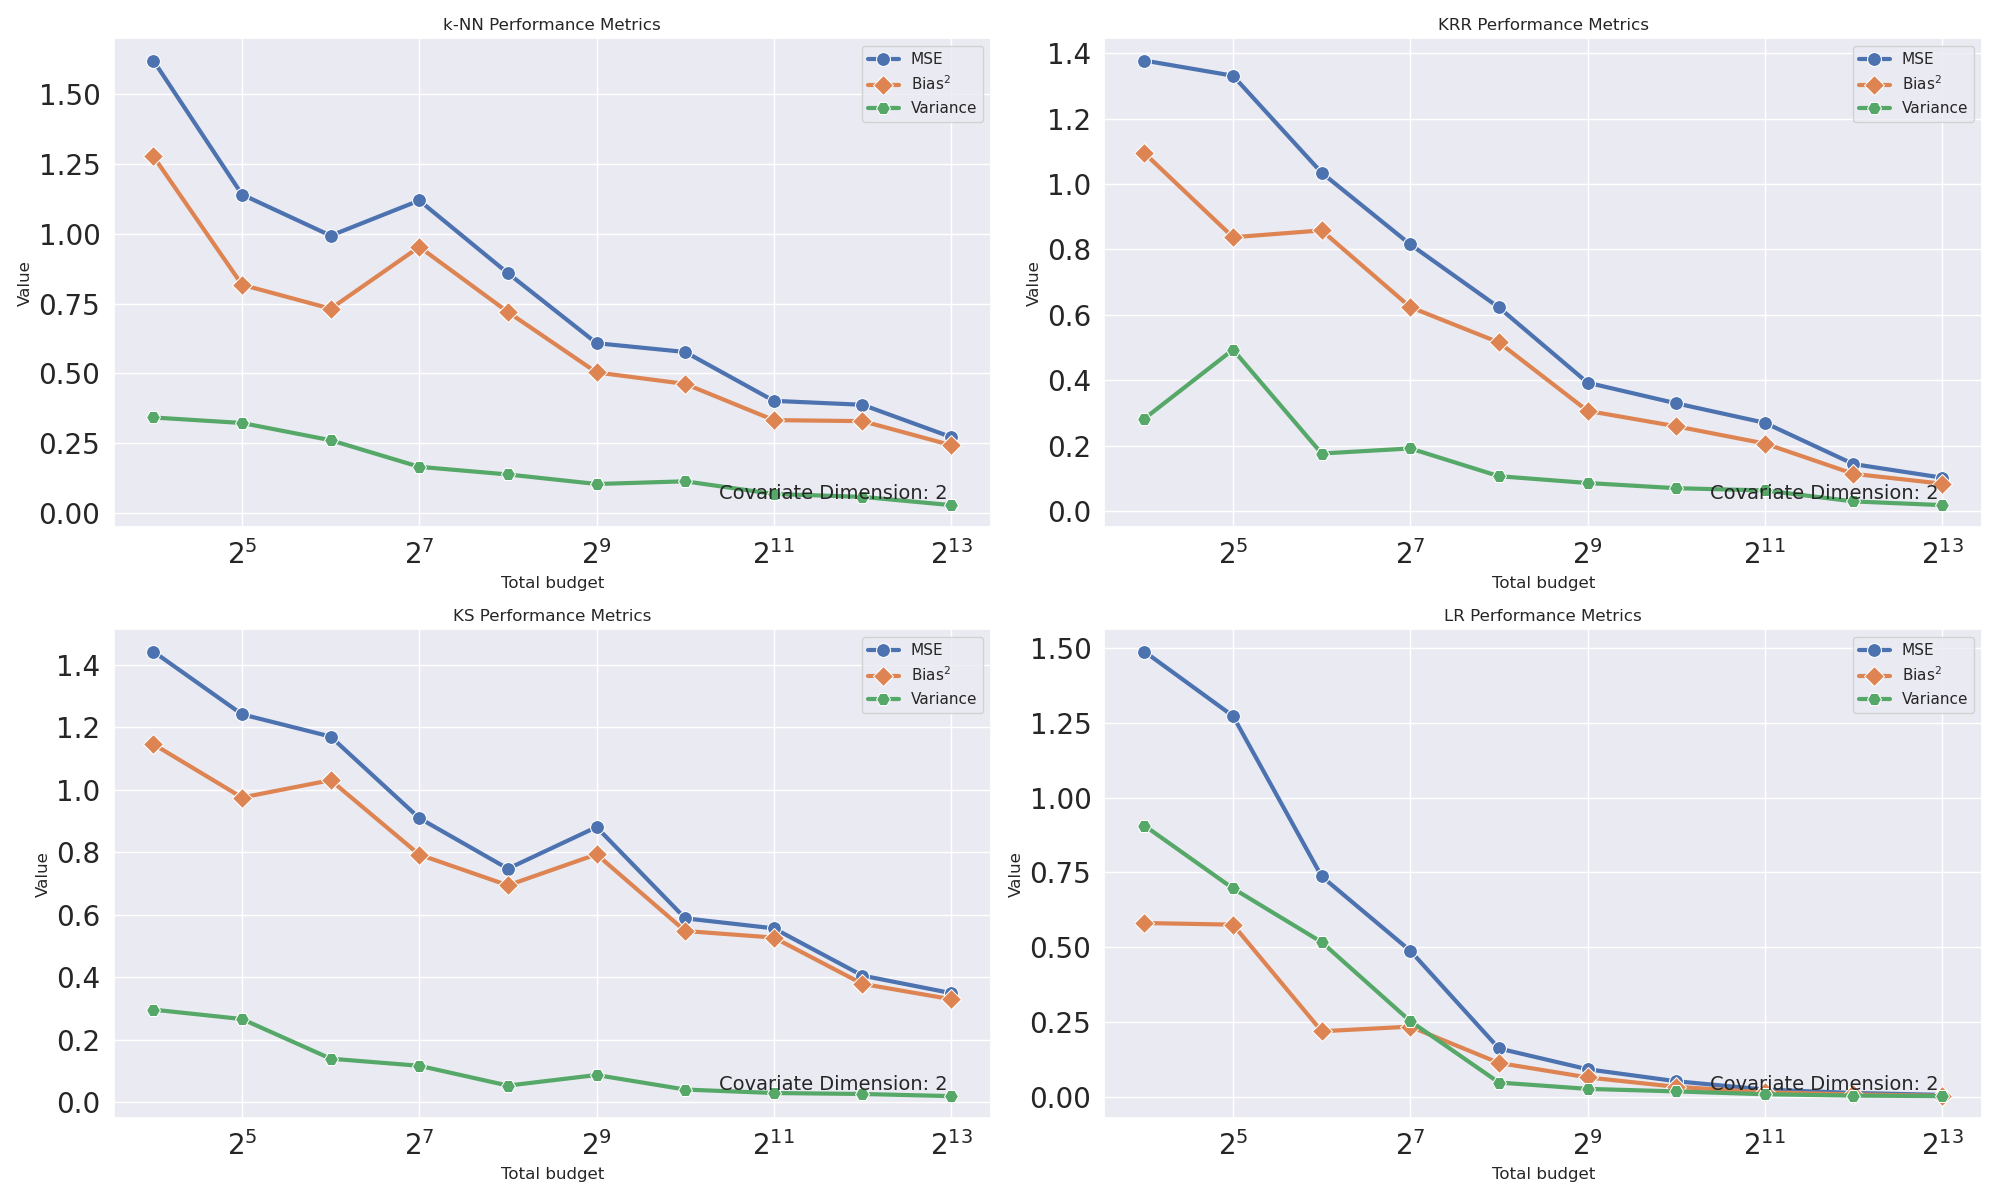 k-NN Performance Metrics
MSE
Bias²
Variance
1.50
1.25
1.00
0.75
0.50
0.25
0.00
Value
Covariate Dimension: 2
2⁵ 2⁷ 2⁹ 2¹¹ 2¹³
Total budget
KRR Performance Metrics
MSE
Bias²
Variance
1.4
1.2
1.0
0.8
0.6
0.4
0.2
0.0
Value
Covariate Dimension: 2
2⁵ 2⁷ 2⁹ 2¹¹ 2¹³
Total budget
KS Performance Metrics
MSE
Bias²
Variance
1.4
1.2
1.0
0.8
0.6
0.4
0.2
0.0
Value
Covariate Dimension: 2
2⁵ 2⁷ 2⁹ 2¹¹ 2¹³
Total budget
LR Performance Metrics
MSE
Bias²
Variance
1.50
1.25
1.00
0.75
0.50
0.25
0.00
Value
Covariate Dimension: 2
2⁵ 2⁷ 2⁹ 2¹¹ 2¹³
Total budget